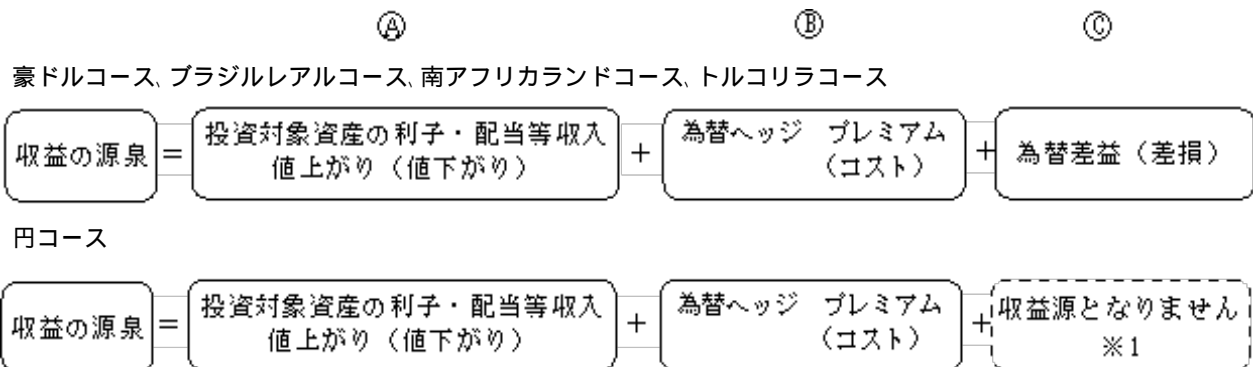 Ⓐ Ⓑ Ⓒ
豪ドルコース、ブラジルレアルコース、南アフリカランドコース、トルコリラコース
収益の源泉 = 投資対象資産の利子・配当等収入 値上がり（値下がり） + 為替ヘッジ プレミアム （コスト） + 為替差益（差損）
円コース
収益の源泉 = 投資対象資産の利子・配当等収入 値上がり（値下がり） + 為替ヘッジ プレミアム （コスト） + 収益源となりません ※1